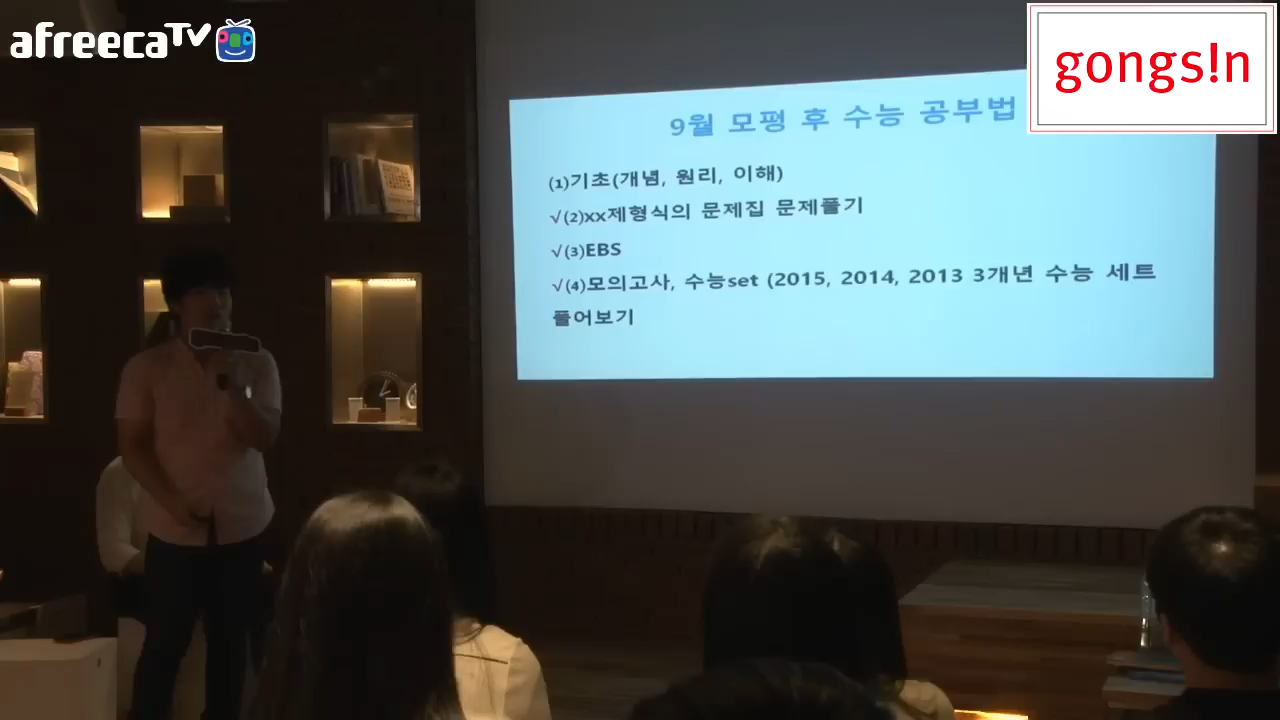 afreecaTV
gongs!n
9월 모평 후 수능 공부법
(1)기초(개념, 원리, 이해)
√(2)xx제형식의 문제집 문제풀기
√(3)EBS
√(4)모의고사, 수능set (2015, 2014, 2013 3개년 수능 세트
풀어보기